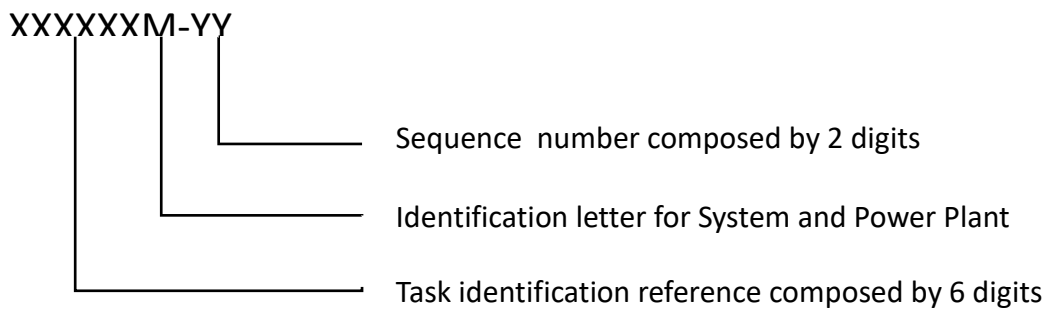 XXXXXXM-YY
Sequence number composed by 2 digits
Identification letter for System and Power Plant
Task identification reference composed by 6 digits